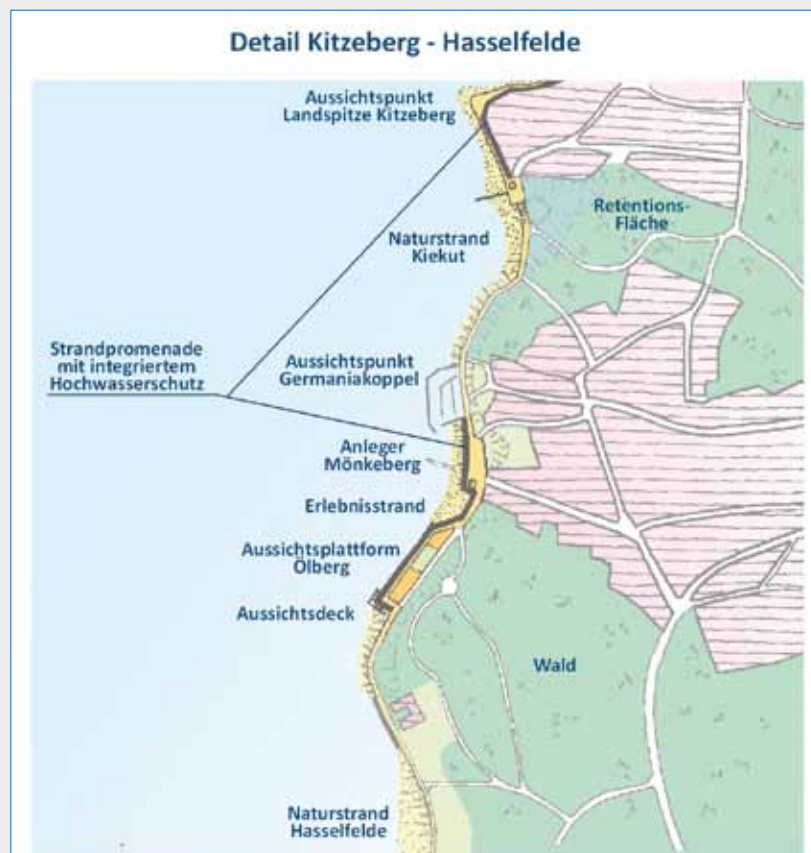 Detail Kitzeberg - Hasselfelde
Aussichtspunkt
Landspitze Kitzeberg
Retentions-
Fläche
Naturstrand
Kiekut
Strandpromenade
mit integriertem
Hochwasserschutz
Aussichtspunkt
Germaniakoppel
Anleger
Mönkeberg
Erlebnisstrand
Aussichtsplattform
Ölberg
Aussichtsdeck
Wald
Naturstrand
Hasselfelde